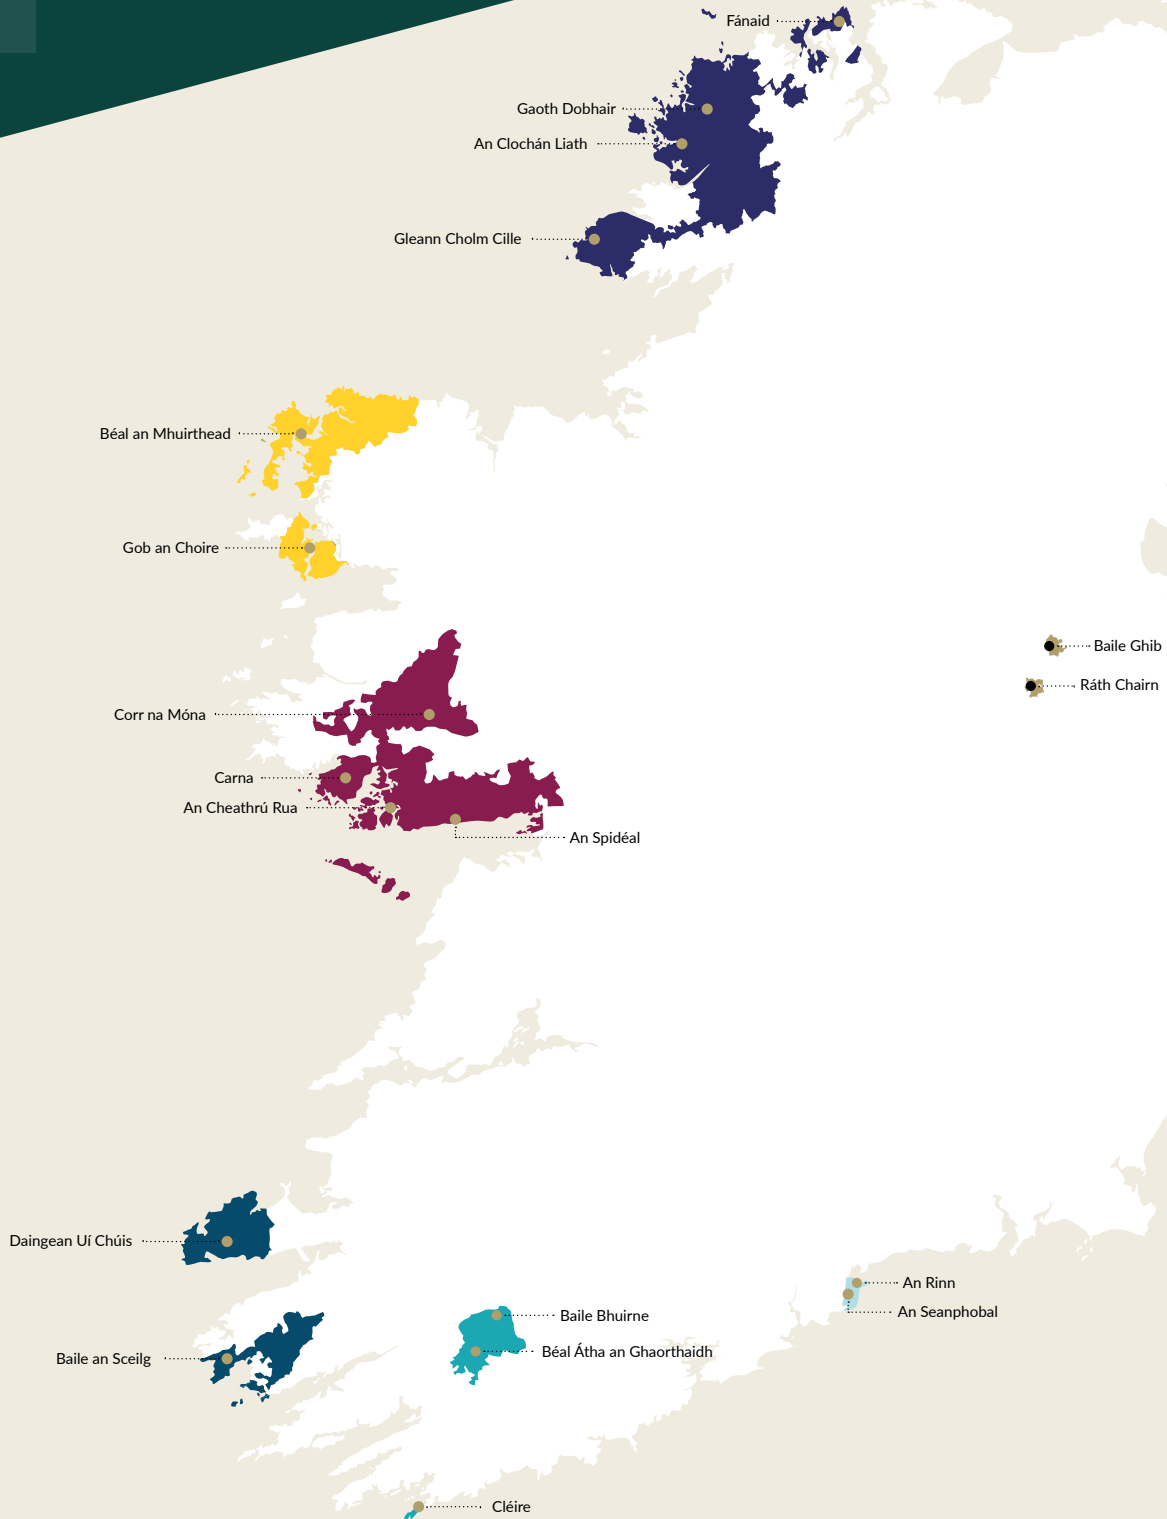 Fánaid
Gaoth Dobhair
An Clochán Liath
Gleann Cholm Cille
Béal an Mhuirthead
Gob an Choire
Baile Ghib
Ráth Chairn
Corr na Móna
Carna
An Cheathrú Rua
An Spidéal
Daingean Uí Chúis
An Rinn
An Seanphobal
Baile Bhuirne
Béal Átha an Ghaorthaidh
Baile an Sceilg
Cléire